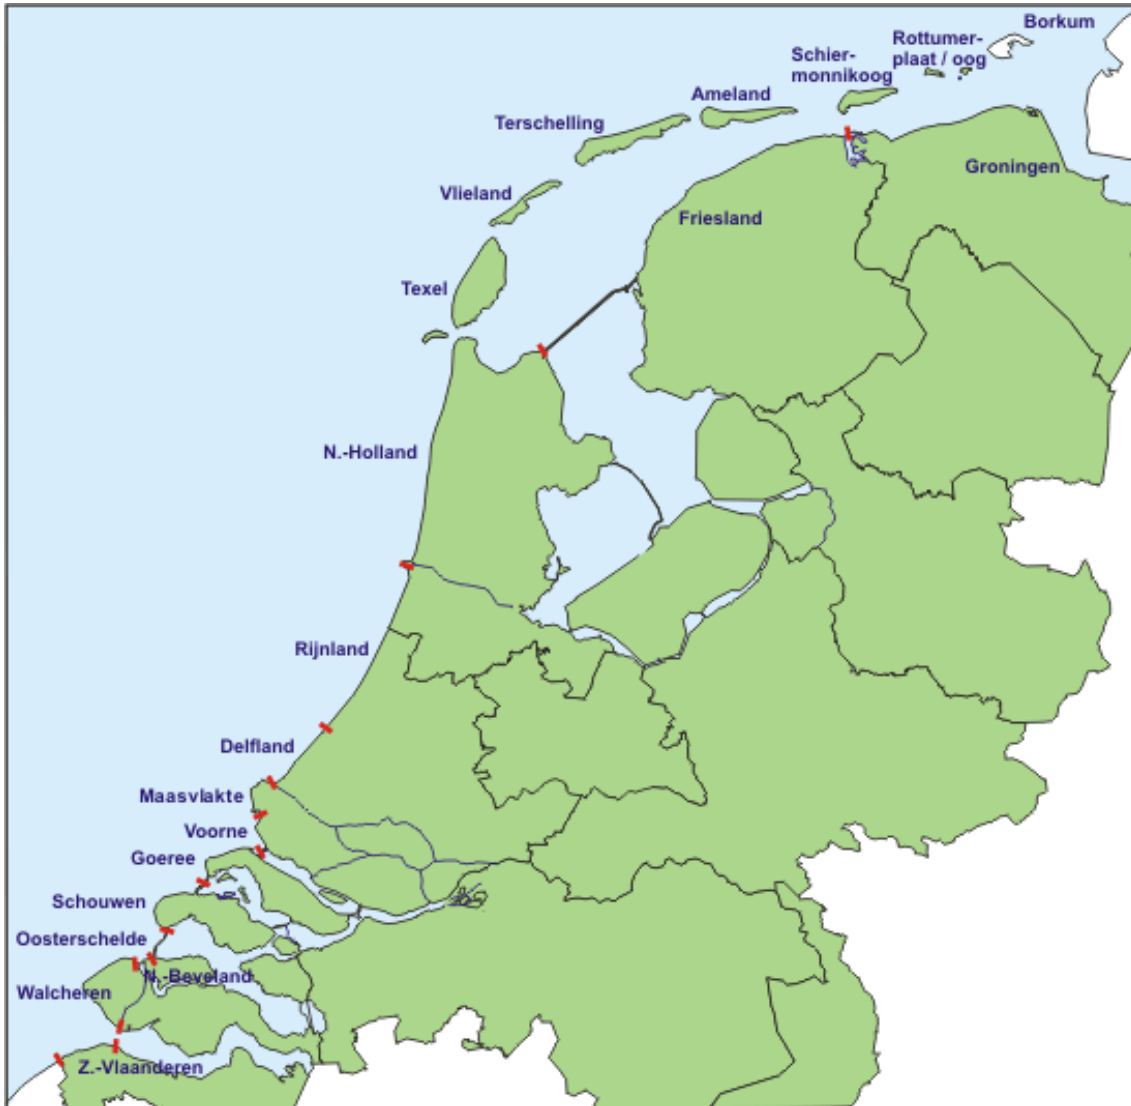 Borkum
Rottumer-
plaat / oog
Schier-
monnikoog
Ameland
Terschelling
Groningen
Vlieland
Friesland
Texel
N.-Holland
Rijnland
Delfland
Maasvlakte
Voorne
Goeree
Schouwen
Oosterschelde
N.-Beveland
Walcheren
Z.-Vlaanderen